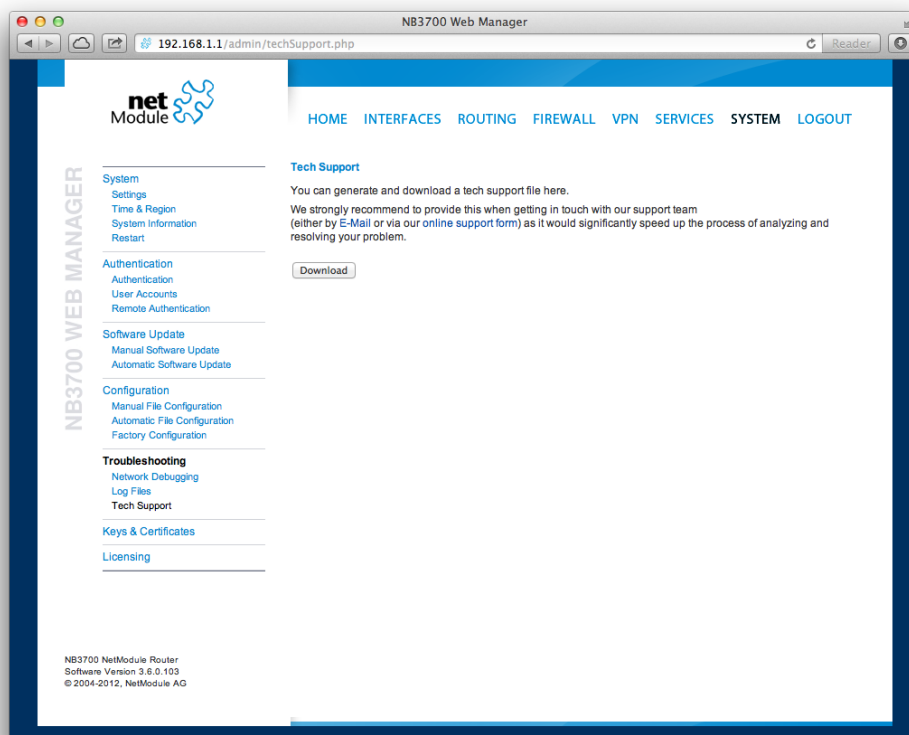 NB3700 Web Manager
192.168.1.1/admin/techSupport.php
Reader
net
Module
HOME INTERFACES ROUTING FIREWALL VPN SERVICES SYSTEM LOGOUT
NB3700 WEB MANAGER
System
Settings
Time & Region
System Information
Restart
Authentication
Authentication
User Accounts
Remote Authentication
Software Update
Manual Software Update
Automatic Software Update
Configuration
Manual File Configuration
Automatic File Configuration
Factory Configuration
Troubleshooting
Network Debugging
Log Files
Tech Support
Keys & Certificates
Licensing
Tech Support
You can generate and download a tech support file here.
We strongly recommend to provide this when getting in touch with our support team
(either by E-Mail or via our online support form) as it would significantly speed up the process of analyzing and
resolving your problem.
Download
NB3700 NetModule Router
Software Version 3.6.0.103
© 2004-2012, NetModule AG